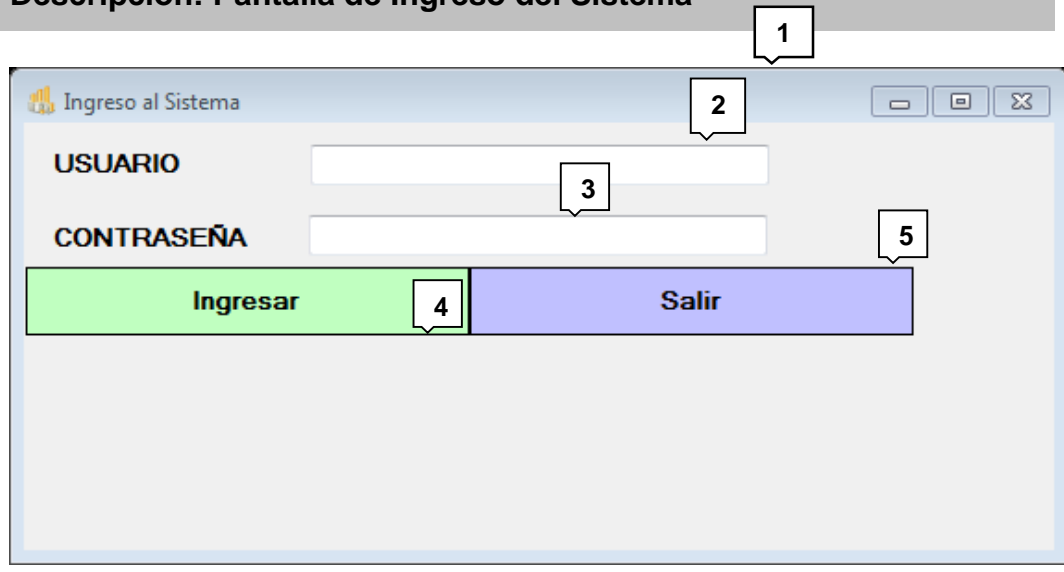 Descripción: Pantalla de Ingreso del Sistema
1
Ingreso al Sistema
2
USUARIO
3
CONTRASEÑA
5
Ingresar
4
Salir